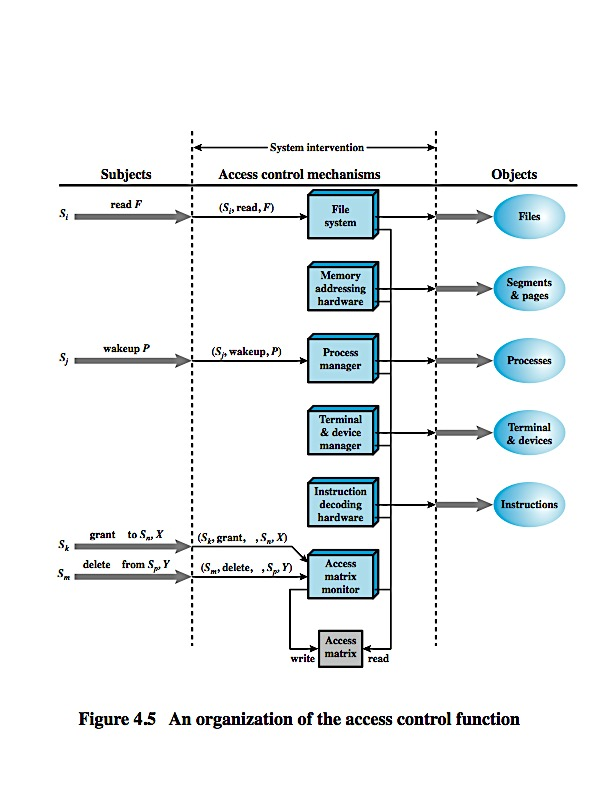 System intervention
Subjects Access control mechanisms Objects
Si read F (Si, read, F) File
system Files
Memory
addressing
hardware Segments
& pages
Sj wakeup P (Sj, wakeup, P) Process
manager Processes
Terminal
& device
manager Terminal
& devices
Instruction
decoding
hardware Instructions
Sk grant to Sn, X (Sk, grant, , Sn, X)
Sm delete from Sp, Y (Sm, delete, , Sp, Y) Access
matrix
monitor
write Access
matrix read
Figure 4.5 An organization of the access control function